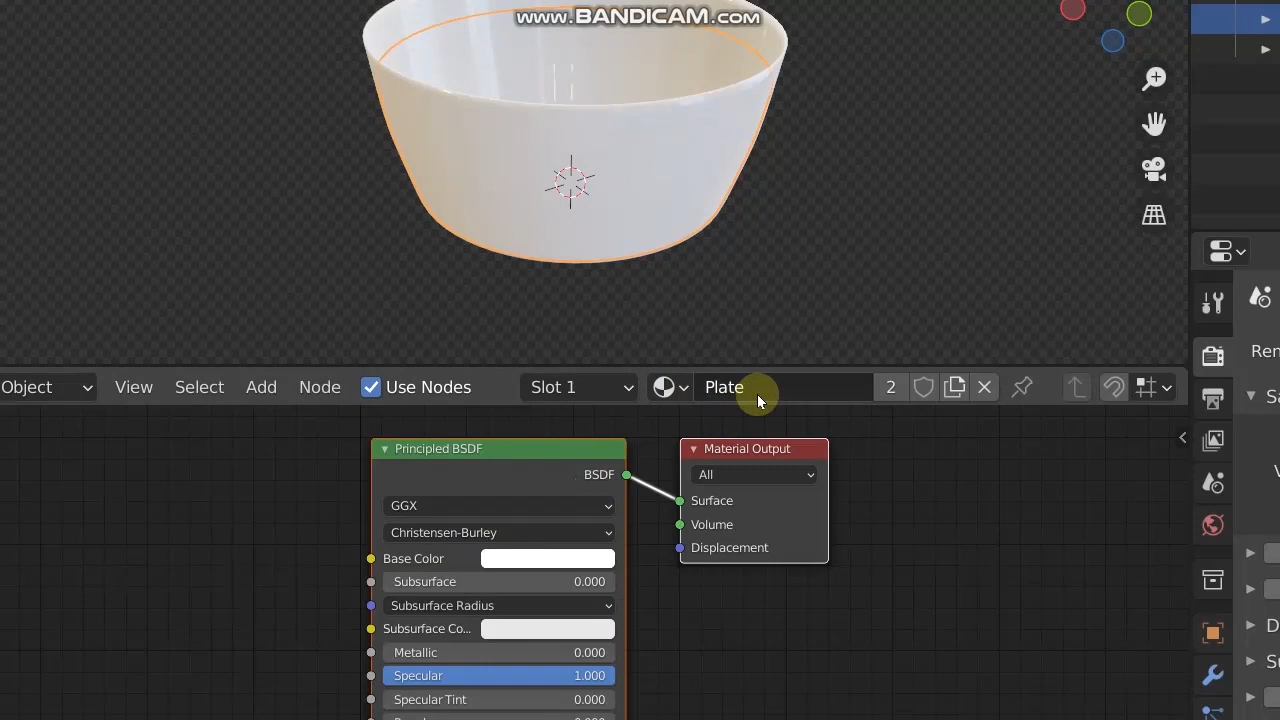 www.BANDICAM.com
Object View Select Add Node Use Nodes Slot 1 Plate 2
Principled BSDF
BSDF
GGX
Christensen-Burley
Base Color
Subsurface 0.000
Subsurface Radius
Subsurface Co...
Metallic 0.000
Specular 1.000
Specular Tint 0.000
Material Output
All
Surface
Volume
Displacement